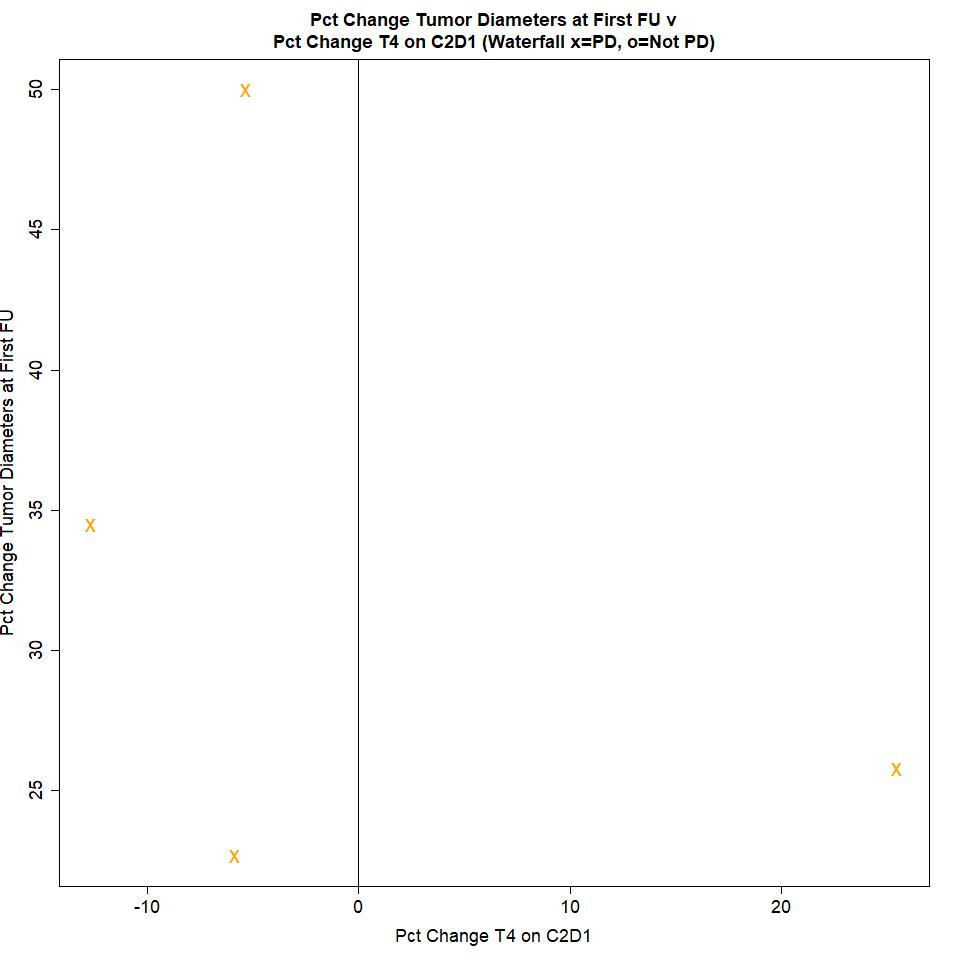 Pct Change Tumor Diameters at First FU v
Pct Change T4 on C2D1 (Waterfall x=PD, o=Not PD)
Pct Change Tumor Diameters at First FU
50
45
40
35
30
25
X
X
X
X
-10
0
10
20
Pct Change T4 on C2D1